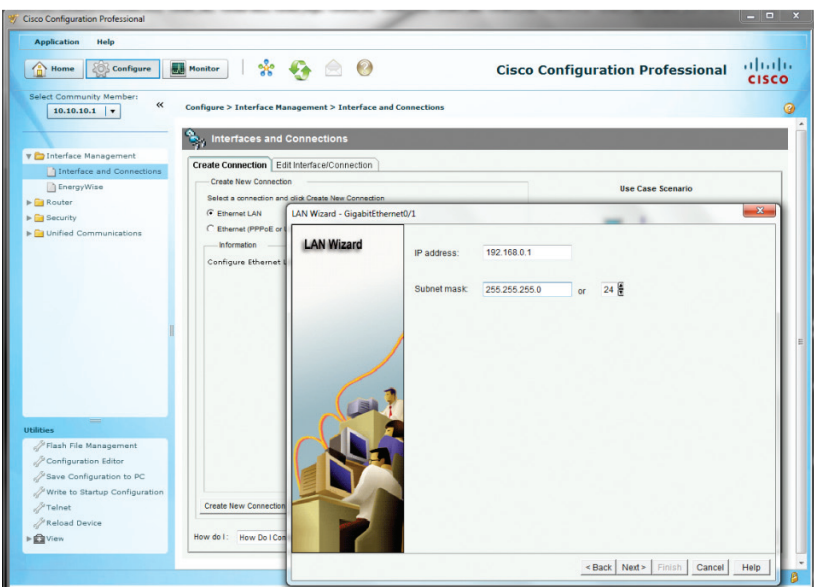 Cisco Configuration Professional
Application Help
Home Configure Monitor
Cisco Configuration Professional
CISCO
Select Community Member:
10.10.10.1
«
Configure > Interface Management > Interface and Connections
Interfaces and Connections
Interface Management
Interface and Connections
EnergyWise
Router
Security
Unified Communications
Create Connection Edit Interface/Connection
Create New Connection
Select a connection and click Create New Connection
Use Case Scenario
Ethernet LAN
Ethernet (PPPoE or
Information
Configure Ethernet
LAN Wizard - GigabitEthernet0/1
LAN Wizard
IP address: 192.168.0.1
Subnet mask: 255.255.255.0 or 24
Utilities
Flash File Management
Configuration Editor
Save Configuration to PC
Write to Startup Configuration
Telnet
Reload Device
View
Create New Connection
How do I: How Do I
< Back Next > Finish Cancel Help